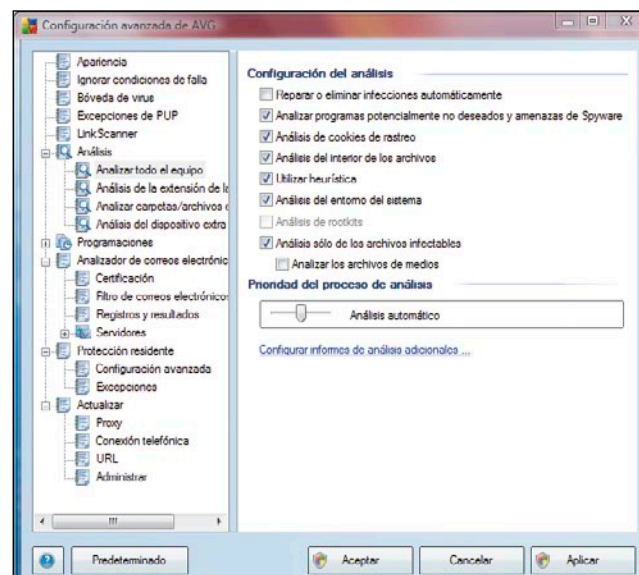 Configuración avanzada de AVG
Apariencia
Ignorar condiciones de falla
Bóveda de virus
Excepciones de PUP
Link Scanner
Análisis
Analizar todo el equipo
Análisis de la extensión de la
Analizar carpetas/archivos e
Análisis del dispositivo extra
Programaciones
Analizador de correos electrónic
Certificación
Filtro de correos electrónicos
Registros y resultados
Servidores
Protección residente
Configuración avanzada
Excepciones
Actualizar
Proxy
Conexión telefónica
URL
Administrar
Configuración del análisis
Reparar o eliminar infecciones automáticamente
Analizar programas potencialmente no deseados y amenazas de Spyware
Análisis de cookies de rastreo
Análisis del interior de los archivos
Utilizar heurística
Análisis del entorno del sistema
Análisis de rootkits
Análisis sólo de los archivos infectables
Analizar los archivos de medios
Prioridad del proceso de análisis
Análisis automático
Configurar informes de análisis adicionales ...
Predeterminado
Aceptar
Cancelar
Aplicar